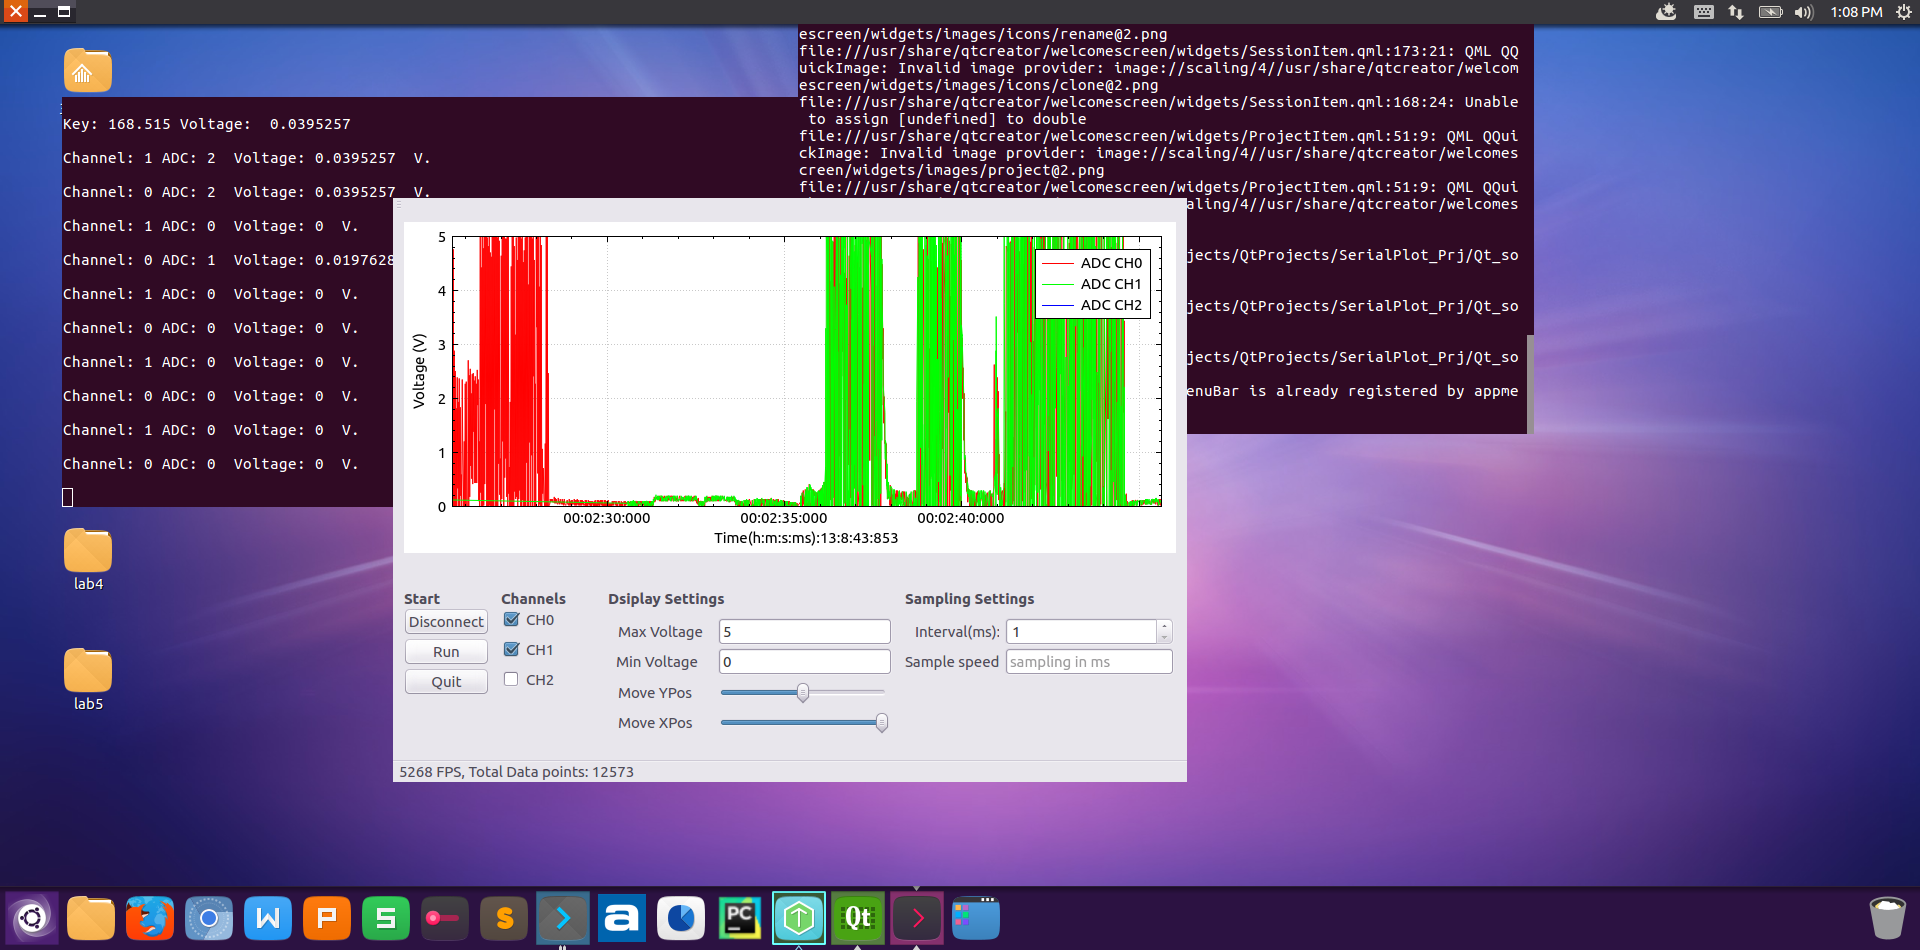 1:08 PM
escreen/widgets/images/icons/rename@2.png
file:///usr/share/qtcreator/welcomescreen/widgets/SessionItem.qml:173:21: QML QQ
uickImage: Invalid image provider: image://scaling/4//usr/share/qtcreator/welcom
escreen/widgets/images/icons/clone@2.png
file:///usr/share/qtcreator/welcomescreen/widgets/SessionItem.qml:168:24: Unable
to assign [undefined] to double
file:///usr/share/qtcreator/welcomescreen/widgets/ProjectItem.qml:51:9: QML QQui
ckImage: Invalid image provider: image://scaling/4//usr/share/qtcreator/welcomes
creen/widgets/images/project@2.png
file:///usr/share/qtcreator/welcomescreen/widgets/ProjectItem.qml:51:9: QML QQui
aling/4//usr/share/qtcreator/welcomes
jects/QtProjects/SerialPlot_Prj/Qt_so
jects/QtProjects/SerialPlot_Prj/Qt_so
jects/QtProjects/SerialPlot_Prj/Qt_so
enuBar is already registered by appme
Key: 168.515 Voltage:  0.0395257
Channel: 1 ADC: 2  Voltage: 0.0395257  V.
Channel: 0 ADC: 2  Voltage: 0.0395257  V.
Channel: 1 ADC: 0  Voltage: 0  V.
Channel: 0 ADC: 1  Voltage: 0.0197628
Channel: 1 ADC: 0  Voltage: 0  V.
Channel: 0 ADC: 0  Voltage: 0  V.
Channel: 1 ADC: 0  Voltage: 0  V.
Channel: 0 ADC: 0  Voltage: 0  V.
Channel: 1 ADC: 0  Voltage: 0  V.
Channel: 0 ADC: 0  Voltage: 0  V.
lab4
lab5
5
4
3
2
1
0
Voltage (V)
ADC CH0
ADC CH1
ADC CH2
00:02:30:000 00:02:35:000 00:02:40:000
Time(h:m:s:ms):13:8:43:853
Start
Disconnect
Run
Quit
Channels
CH0
CH1
CH2
Dsiplay Settings
Max Voltage 5
Min Voltage 0
Move YPos
Move XPos
Sampling Settings
Interval(ms): 1
Sample speed sampling in ms
5268 FPS, Total Data points: 12573
W
P
S
S
a
PC
Qt